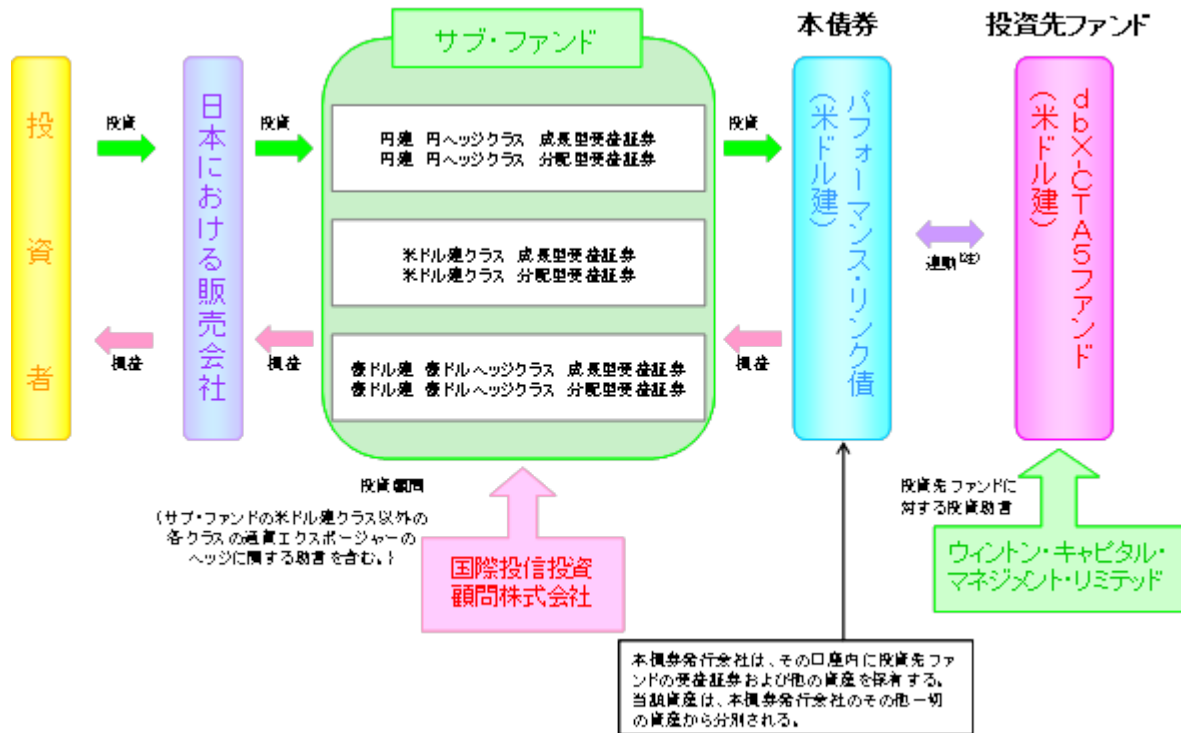 サブ・ファンド
本債券
投資先ファンド
投資者
日本における販売会社
投資
投資
投資
円建 円ヘッジクラス 成長型受益証券
円建 円ヘッジクラス 分配型受益証券
米ドル建クラス 成長型受益証券
米ドル建クラス 分配型受益証券
豪ドル建 豪ドルヘッジクラス 成長型受益証券
豪ドル建 豪ドルヘッジクラス 分配型受益証券
パフォーマンス・リンク債
(米ドル建)
連動(注)
dbX-CTA5ファンド
(米ドル建)
損益
損益
損益
投資顧問
(サブ・ファンドの米ドル建クラス以外の
各クラスの通貨エクスポージャーの
ヘッジに関する助言を含む。)
国際投信投資
顧問株式会社
投資先ファンドに
対する投資助言
ウィントン・キャピタル・
マネジメント・リミテッド
本債券発行会社は、その口座内に投資先ファ
ンドの受益証券および他の資産を保有する。
当該資産は、本債券発行会社のその他一切
の資産から分別される。